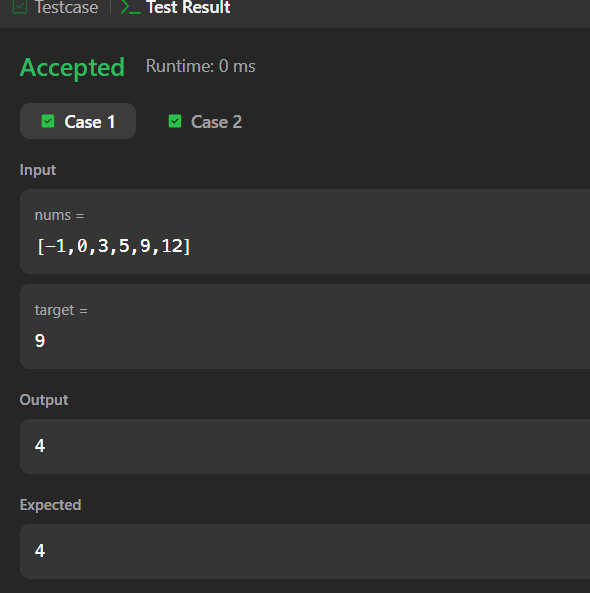 Testcase
Test Result
Accepted Runtime: 0 ms
Case 1 Case 2
Input
nums =
[-1,0,3,5,9,12]
target =
9
Output
4
Expected
4